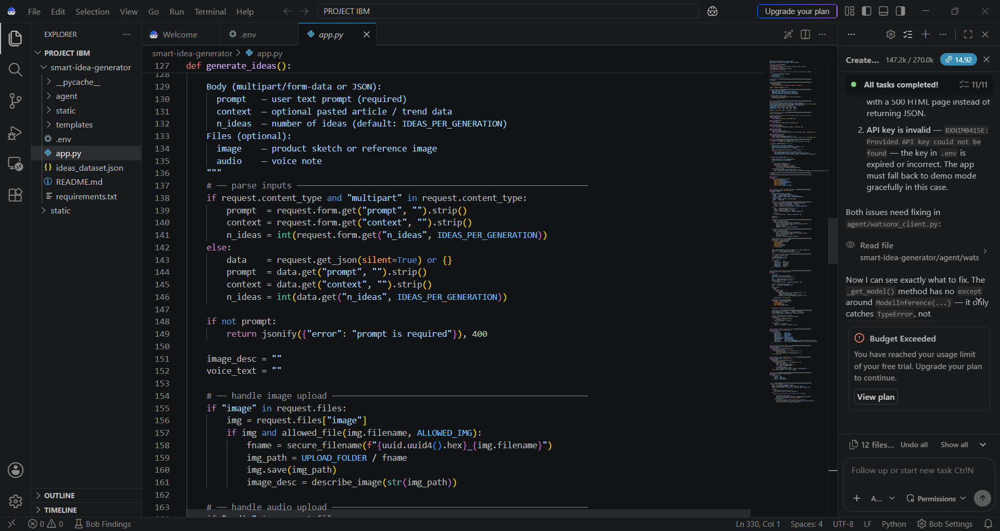 File Edit Selection View Go Run Terminal Help
PROJECT IBM
Upgrade your plan
EXPLORER
PROJECT IBM
smart-idea-generator
__pycache__
agent
static
templates
.env
app.py
ideas_dataset.json
README.md
requirements.txt
static
OUTLINE
TIMELINE
Welcome
.env
app.py
smart-idea-generator > app.py
127 def generate_ideas():
128
129 Body (multipart/form-data or JSON):
130 prompt — user text prompt (required)
131 context — optional pasted article / trend data
132 n_ideas — number of ideas (default: IDEAS_PER_GENERATION)
133 Files (optional):
134 image — product sketch or reference image
135 audio — voice note
136 """
137 # — parse inputs
138 if request.content_type and "multipart" in request.content_type:
139 prompt = request.form.get("prompt", "").strip()
140 context = request.form.get("context", "").strip()
141 n_ideas = int(request.form.get("n_ideas", IDEAS_PER_GENERATION))
142 else:
143 data = request.get_json(silent=True) or {}
144 prompt = data.get("prompt", "").strip()
145 context = data.get("context", "").strip()
146 n_ideas = int(data.get("n_ideas", IDEAS_PER_GENERATION))
147
148 if not prompt:
149 return jsonify({"error": "prompt is required"}), 400
150
151 image_desc = ""
152 voice_text = ""
153
154 # — handle image upload
155 if "image" in request.files:
156 img = request.files["image"]
157 if img and allowed_file(img.filename, ALLOWED_IMG):
158 fname = secure_filename(f"{uuid.uuid4().hex}_{img.filename}")
159 img_path = UPLOAD_FOLDER / fname
160 img.save(img_path)
161 image_desc = describe_image(str(img_path))
162
163 # — handle audio upload
Create... 147.2k / 270.0k 14.92
All tasks completed! 11/11
with a 500 HTML page instead of
returning JSON.
2. API key is invalid — BXNIM0415E:
Provided API key could not be
found — the key in .env is
expired or incorrect. The app
must fall back to demo mode
gracefully in this case.
Both issues need fixing in
agent/watsonx_client.py:
Read file
smart-idea-generator/agent/wats
Now I can see exactly what to fix. The
_get_model() method has no except
around ModelInference(...) — it only
catches TypeError, not
Budget Exceeded
You have reached your usage limit
of your free trial. Upgrade your plan
to continue.
View plan
12 files... Undo all Show all
Follow up or start new task CtrlN
A... Permissions
0 0 Bob Findings
Ln 330, Col 1 Spaces: 4 UTF-8 LF Python Bob Settings